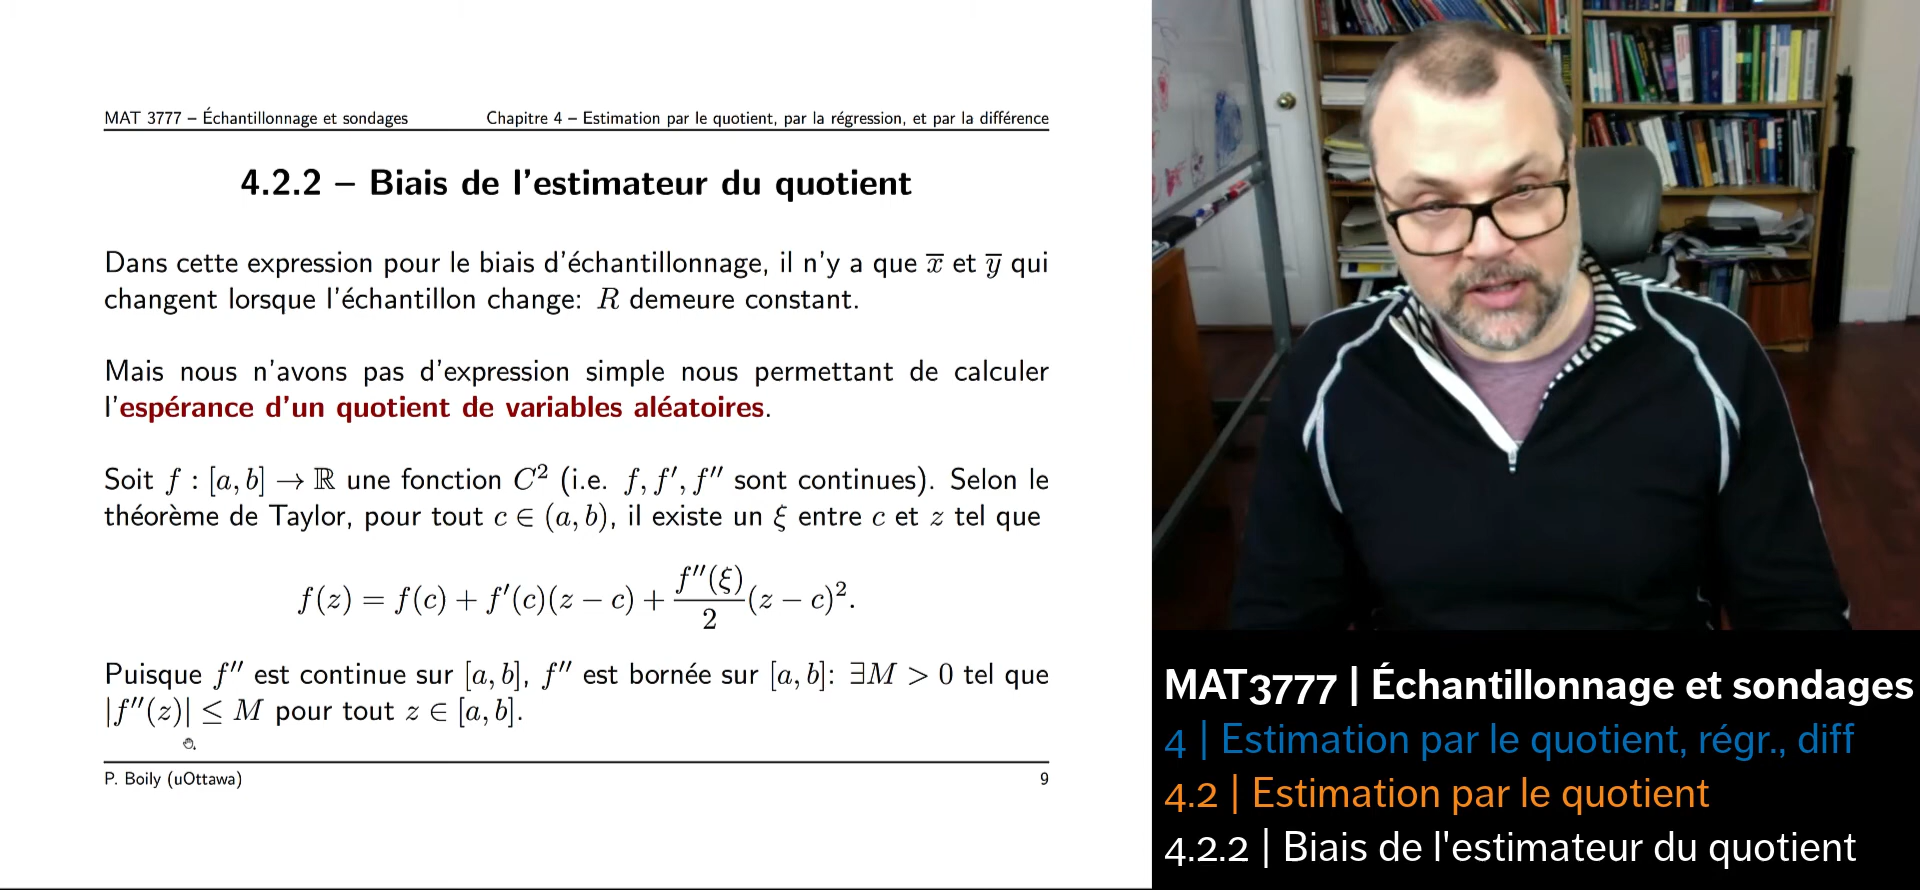 MAT 3777 – Échantillonnage et sondages Chapitre 4 – Estimation par le quotient, par la régression, et par la différence
4.2.2 – Biais de l'estimateur du quotient
Dans cette expression pour le biais d'échantillonnage, il n'y a que x̅ et y̅ qui
changent lorsque l'échantillon change: R demeure constant.
Mais nous n'avons pas d'expression simple nous permettant de calculer
l'espérance d'un quotient de variables aléatoires.
Soit f : [a, b] → ℝ une fonction C² (i.e. f, f′, f″ sont continues). Selon le
théorème de Taylor, pour tout c ∈ (a, b), il existe un ξ entre c et z tel que
f(z) = f(c) + f′(c)(z − c) + f″(ξ)/2 (z − c)².
Puisque f″ est continue sur [a, b], f″ est bornée sur [a, b]: ∃M > 0 tel que
|f″(z)| ≤ M pour tout z ∈ [a, b].
P. Boily (uOttawa) 9
MAT3777 | Échantillonnage et sondages
4 | Estimation par le quotient, régr., diff
4.2 | Estimation par le quotient
4.2.2 | Biais de l'estimateur du quotient